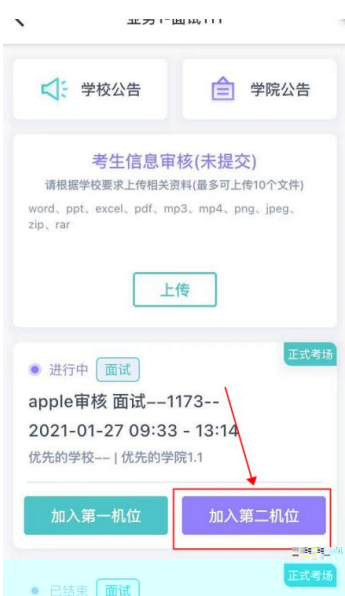 学校公告
学院公告
考生信息审核(未提交)
请根据学校要求上传相关资料(最多可上传10个文件)
word、ppt、excel、pdf、mp3、mp4、png、jpeg、
zip、rar
上传
正式考场
进行中 面试
apple审核 面试--1173--
2021-01-27 09:33 - 13:14
优先的学校-- | 优先的学院1.1
加入第一机位
加入第二机位
正式考场
已结束 面试